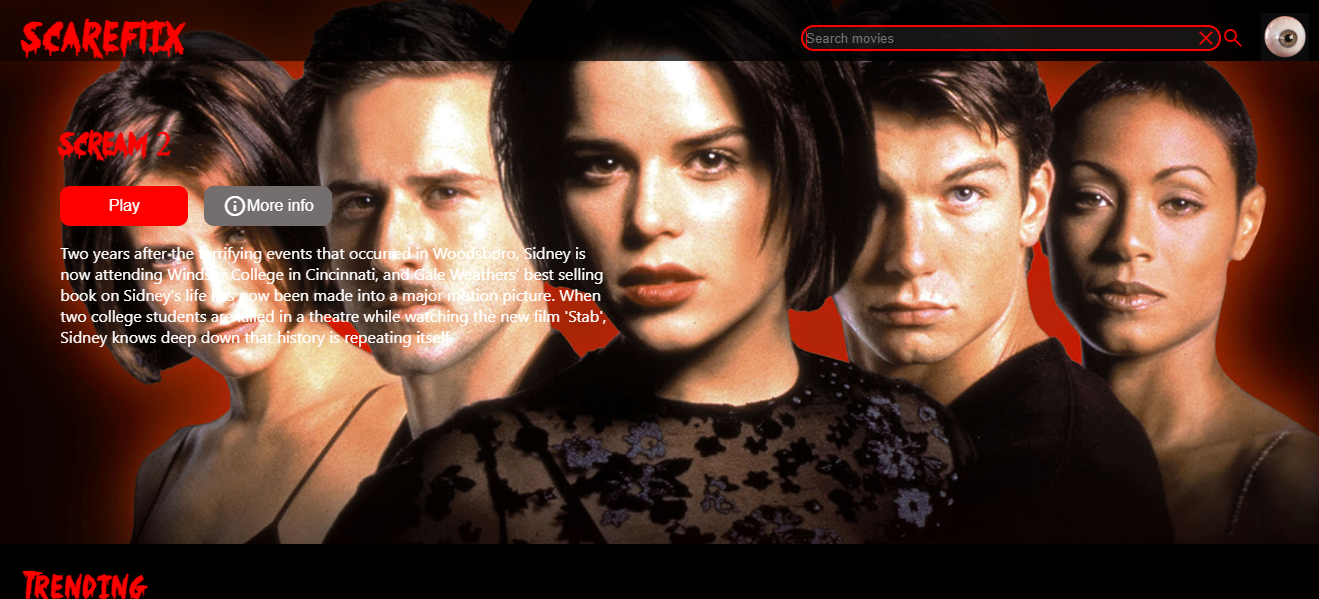 SCAREFLIX
Search movies
SCREAM 2
Play
More info
Two years after the terrifying events that occurred in Woodsboro, Sidney is
now attending Windsor College in Cincinnati, and Gale Weathers' best selling
book on Sidney's life has now been made into a major motion picture. When
two college students are killed in a theatre while watching the new film 'Stab',
Sidney knows deep down that history is repeating itself.
TRENDING